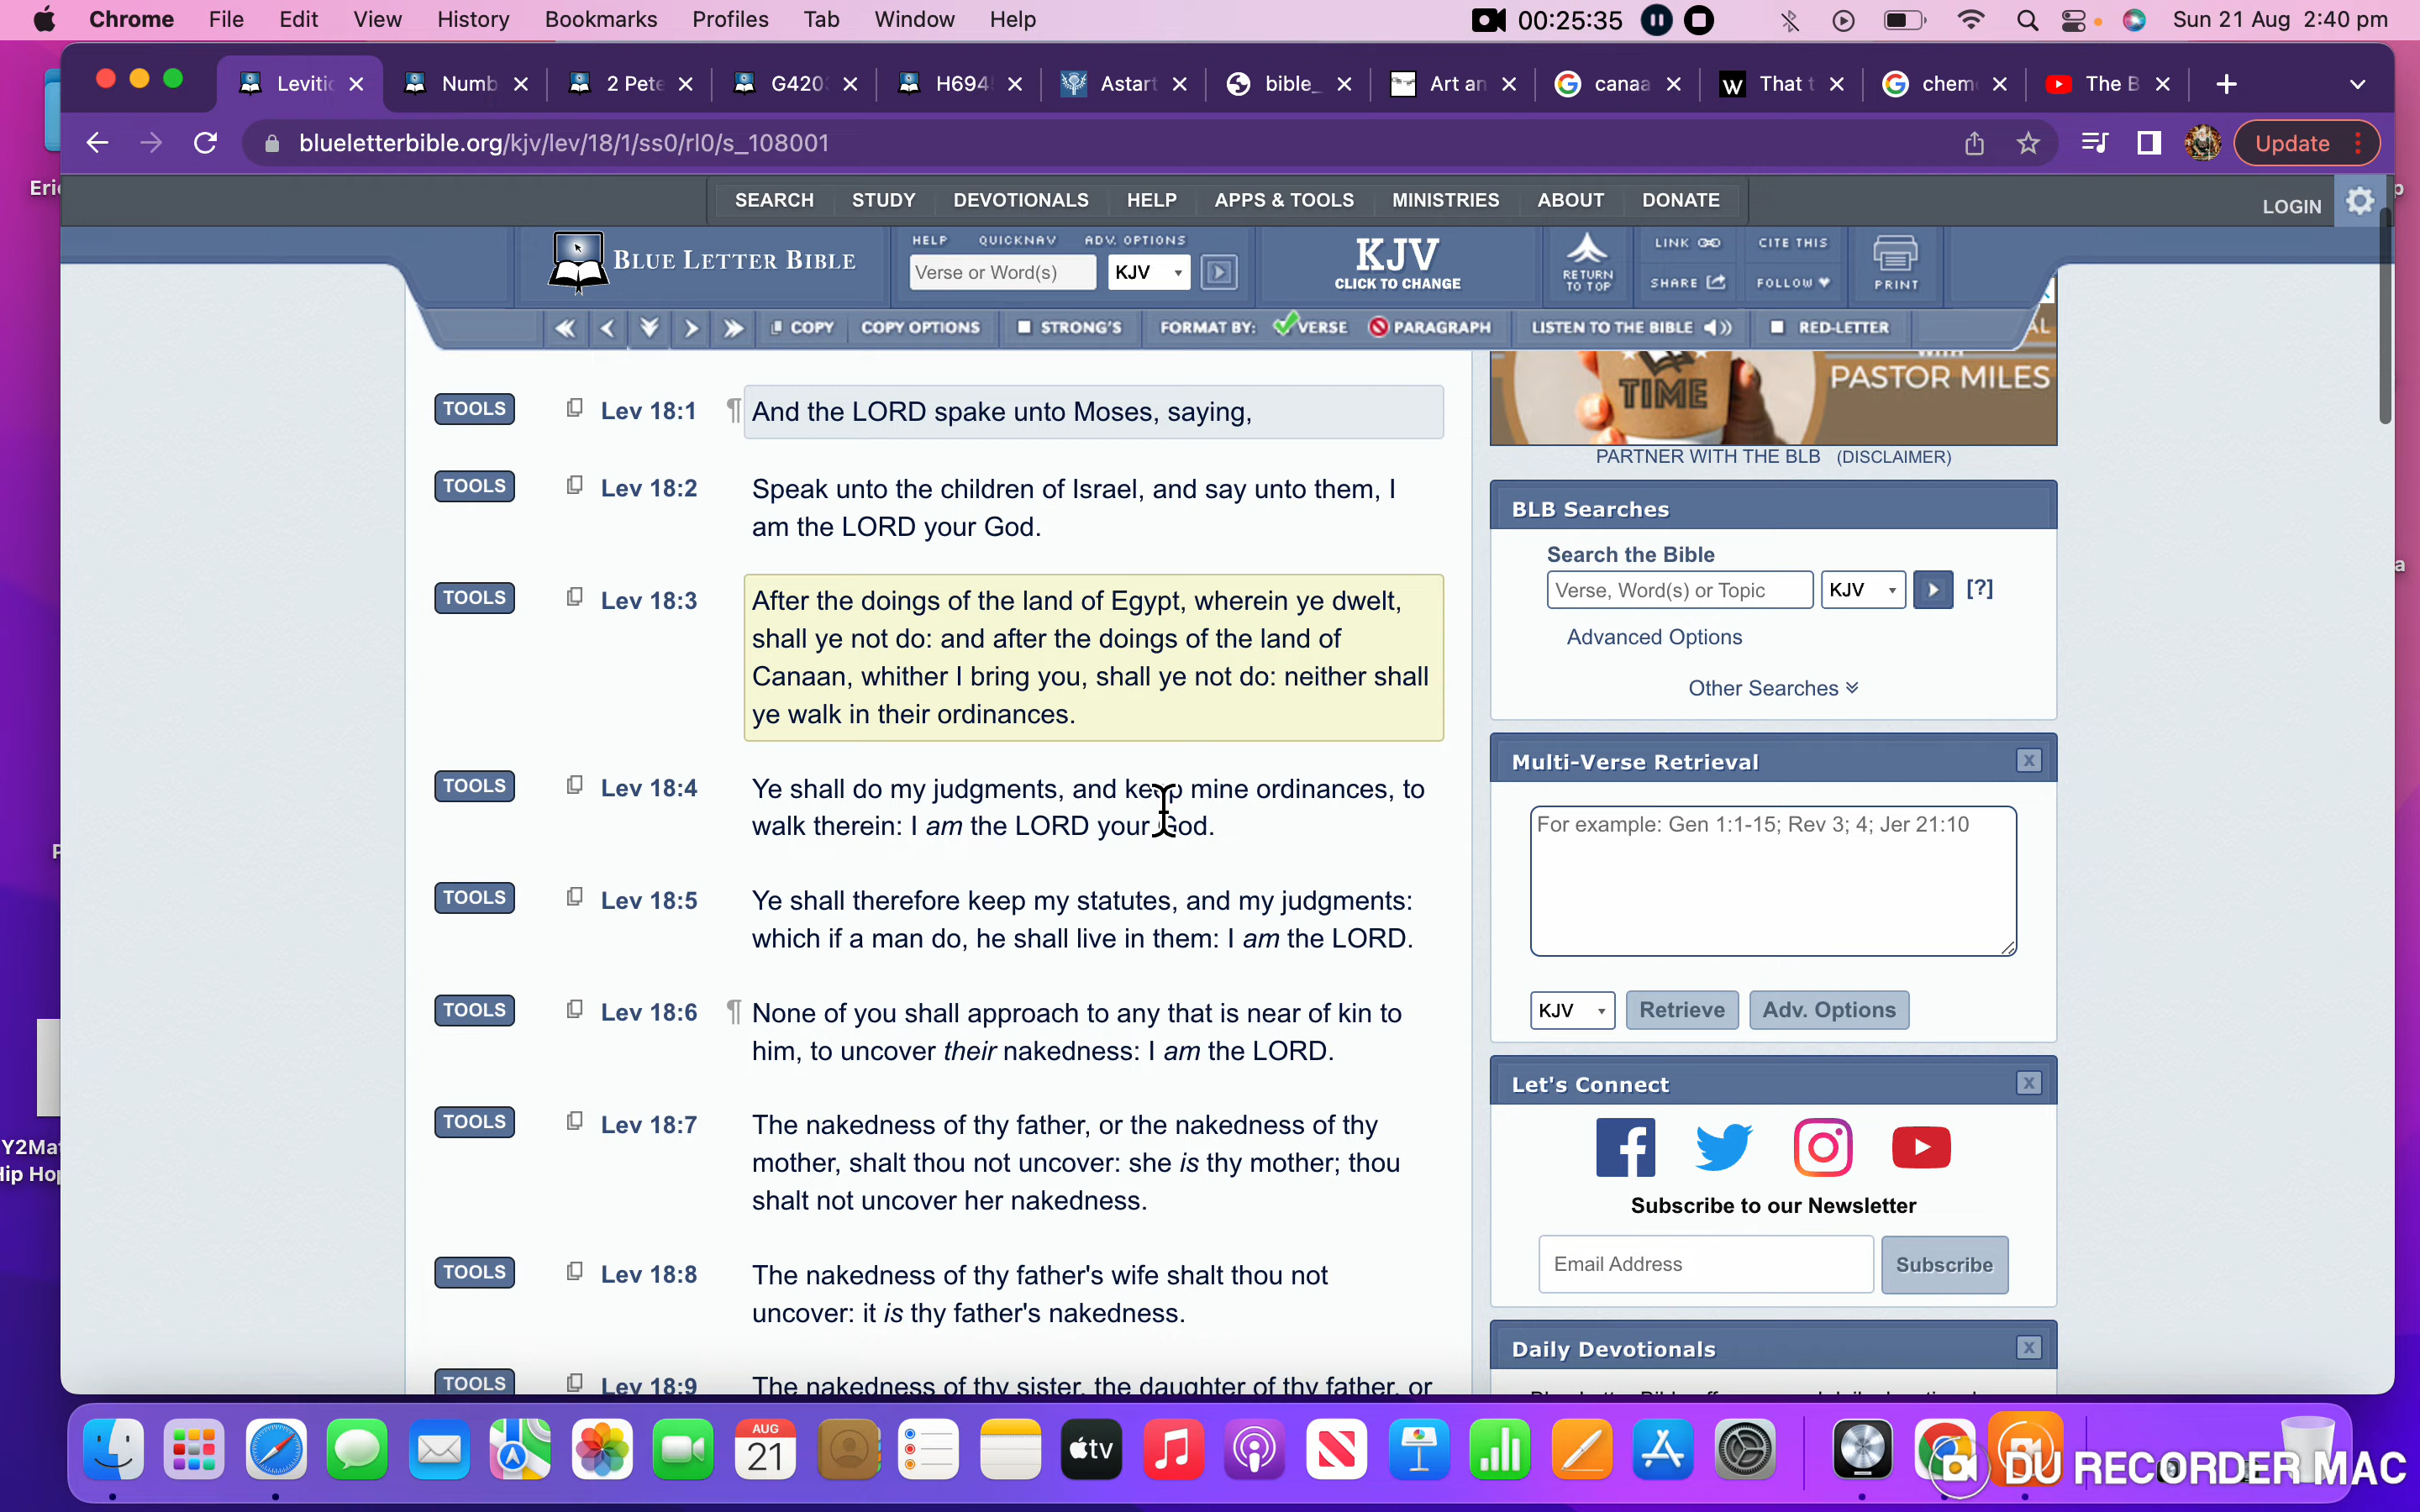 Chrome File Edit View History Bookmarks Profiles Tab Window Help 00:25:35 Sun 21 Aug 2:40 pm
Levitic Numb 2 Pete G420 H694 Astart bible_ Art an canaa That t chem The B
blueletterbible.org/kjv/lev/18/1/ss0/rl0/s_108001 Update
SEARCH STUDY DEVOTIONALS HELP APPS & TOOLS MINISTRIES ABOUT DONATE LOGIN
HELP QUICKNAV ADV. OPTIONS
BLUE LETTER BIBLE
Verse or Word(s) KJV
KJV
CLICK TO CHANGE
RETURN
TO TOP
LINK CITE THIS
SHARE FOLLOW
PRINT
COPY COPY OPTIONS STRONG'S FORMAT BY: VERSE PARAGRAPH LISTEN TO THE BIBLE RED-LETTER
TOOLS Lev 18:1 ¶ And the LORD spake unto Moses, saying,
TOOLS Lev 18:2 Speak unto the children of Israel, and say unto them, I
am the LORD your God.
TOOLS Lev 18:3 After the doings of the land of Egypt, wherein ye dwelt,
shall ye not do: and after the doings of the land of
Canaan, whither I bring you, shall ye not do: neither shall
ye walk in their ordinances.
TOOLS Lev 18:4 Ye shall do my judgments, and keep mine ordinances, to
walk therein: I am the LORD your God.
TOOLS Lev 18:5 Ye shall therefore keep my statutes, and my judgments:
which if a man do, he shall live in them: I am the LORD.
TOOLS Lev 18:6 ¶ None of you shall approach to any that is near of kin to
him, to uncover their nakedness: I am the LORD.
TOOLS Lev 18:7 The nakedness of thy father, or the nakedness of thy
mother, shalt thou not uncover: she is thy mother; thou
shalt not uncover her nakedness.
TOOLS Lev 18:8 The nakedness of thy father's wife shalt thou not
uncover: it is thy father's nakedness.
TOOLS Lev 18:9 The nakedness of thy sister, the daughter of thy father, or
TIME
PASTOR MILES
PARTNER WITH THE BLB (DISCLAIMER)
BLB Searches
Search the Bible
Verse, Word(s) or Topic KJV [?]
Advanced Options
Other Searches
Multi-Verse Retrieval X
For example: Gen 1:1-15; Rev 3; 4; Jer 21:10
KJV Retrieve Adv. Options
Let's Connect X
Subscribe to our Newsletter
Email Address Subscribe
Daily Devotionals X
Eri
Y2Ma
Hip Ho
AUG
21
tv
DU RECORDER MAC